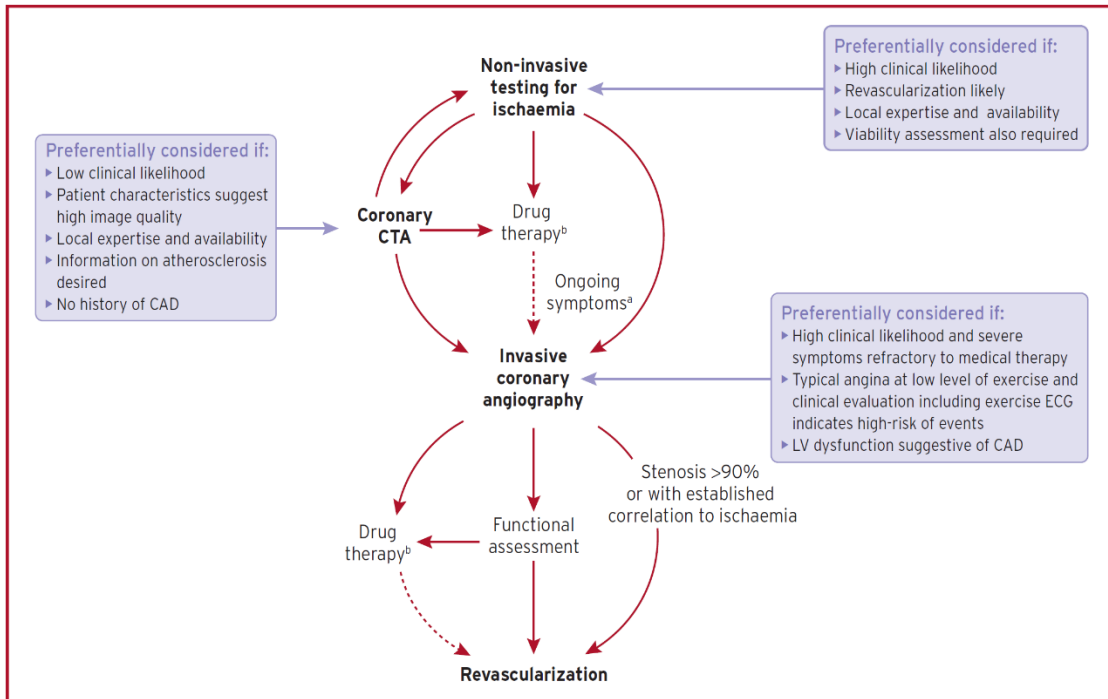 Non-invasive
testing for
ischaemia
Preferentially considered if:
▸ High clinical likelihood
▸ Revascularization likely
▸ Local expertise and availability
▸ Viability assessment also required
Preferentially considered if:
▸ Low clinical likelihood
▸ Patient characteristics suggest
high image quality
▸ Local expertise and availability
▸ Information on atherosclerosis
desired
▸ No history of CAD
Coronary
CTA
Drug
therapyᵇ
Ongoing
symptomsᵃ
Preferentially considered if:
▸ High clinical likelihood and severe
symptoms refractory to medical therapy
▸ Typical angina at low level of exercise and
clinical evaluation including exercise ECG
indicates high-risk of events
▸ LV dysfunction suggestive of CAD
Invasive
coronary
angiography
Stenosis >90%
or with established
correlation to ischaemia
Drug
therapyᵇ
Functional
assessment
Revascularization